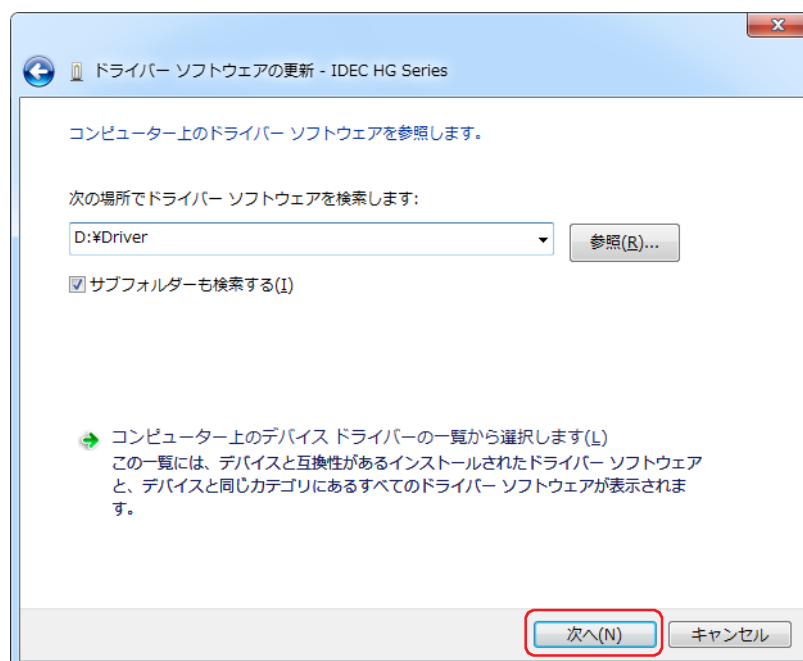 ドライバー ソフトウェアの更新 - IDEC HG Series
コンピューター上のドライバー ソフトウェアを参照します。
次の場所でドライバー ソフトウェアを検索します:
D:¥Driver
参照(R)...
サブフォルダーも検索する(I)
コンピューター上のデバイス ドライバーの一覧から選択します(L)
この一覧には、デバイスと互換性があるインストールされたドライバー ソフトウェア
と、デバイスと同じカテゴリにあるすべてのドライバー ソフトウェアが表示されま
す。
次へ(N)
キャンセル